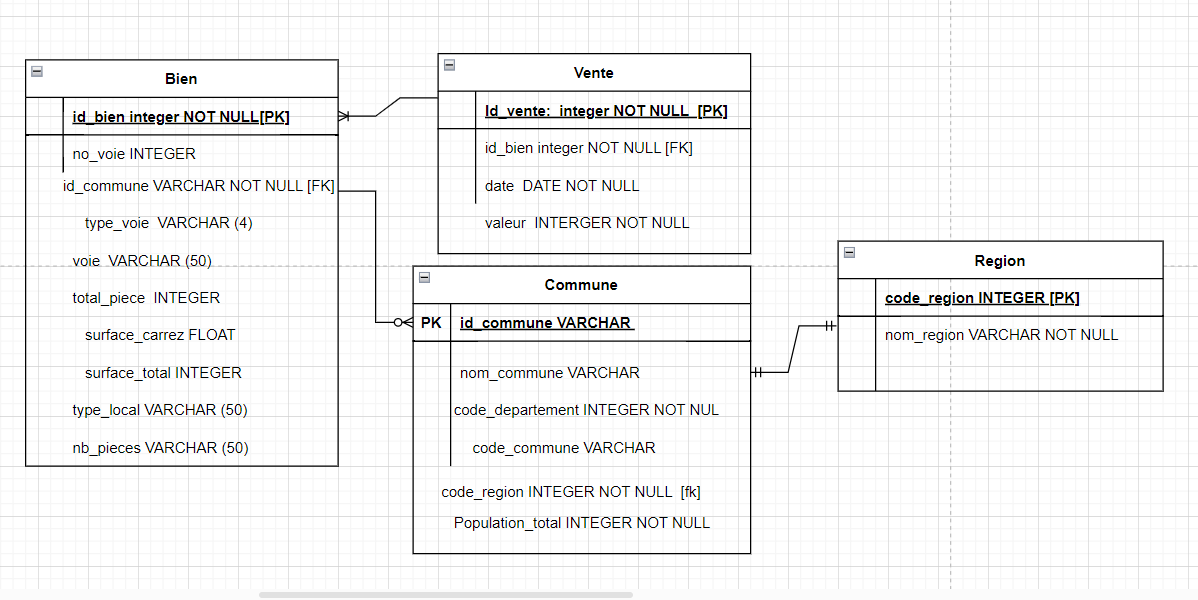 Bien
id_bien integer NOT NULL[PK]
no_voie INTEGER
id_commune VARCHAR NOT NULL [FK]
type_voie VARCHAR (4)
voie VARCHAR (50)
total_piece INTEGER
surface_carrez FLOAT
surface_total INTEGER
type_local VARCHAR (50)
nb_pieces VARCHAR (50)
Vente
Id_vente: integer NOT NULL [PK]
id_bien integer NOT NULL [FK]
date DATE NOT NULL
valeur INTERGER NOT NULL
Commune
PK id_commune VARCHAR
nom_commune VARCHAR
code_departement INTEGER NOT NUL
code_commune VARCHAR
code_region INTEGER NOT NULL [fk]
Population_total INTEGER NOT NULL
Region
code_region INTEGER [PK]
nom_region VARCHAR NOT NULL